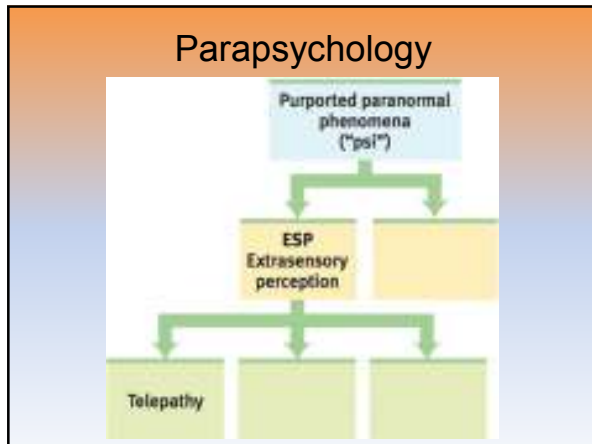 Parapsychology
Purported paranormal
phenomena
("psi")
ESP
Extrasensory
perception
Telepathy